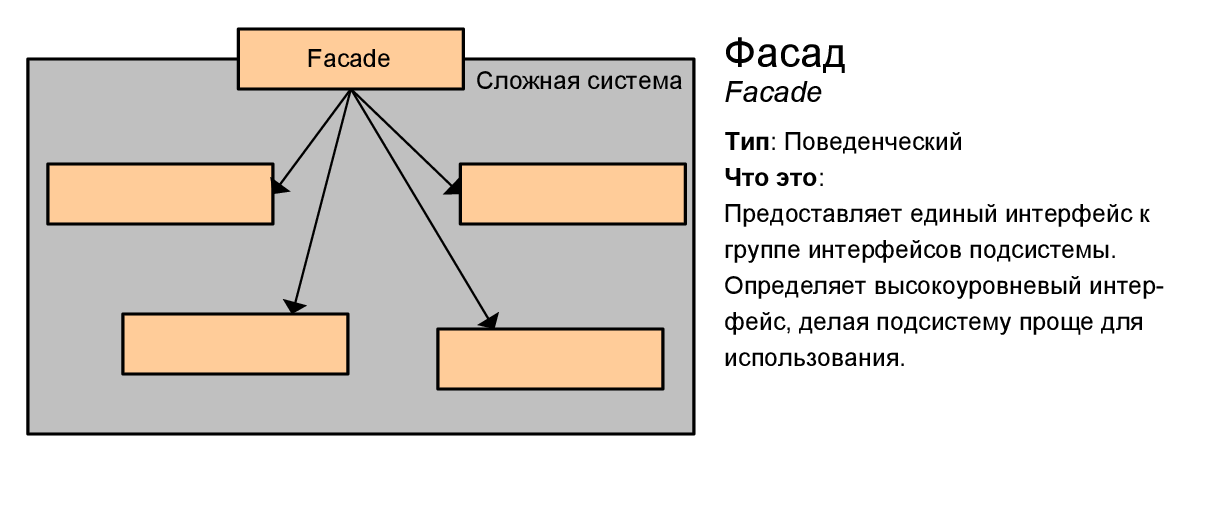 Facade
Сложная система
Фасад
Facade
Тип: Поведенческий
Что это:
Предоставляет единый интерфейс к
группе интерфейсов подсистемы.
Определяет высокоуровневый интер-
фейс, делая подсистему проще для
использования.